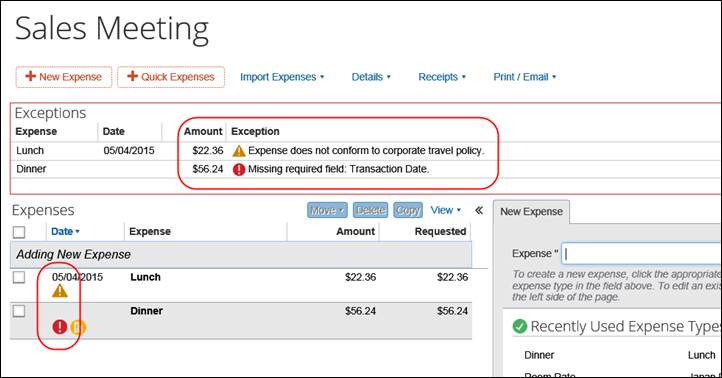 Sales Meeting
+ New Expense + Quick Expenses Import Expenses Details Receipts Print / Email
Exceptions
Expense Date Amount Exception
Lunch 05/04/2015 $22.36 Expense does not conform to corporate travel policy.
Dinner $56.24 Missing required field: Transaction Date.
Expenses Move Delete Copy View «
Date Expense Amount Requested
Adding New Expense
05/04/2015 Lunch $22.36 $22.36
Dinner $56.24 $56.24
New Expense
Expense *
To create a new expense, click the appropriate
expense type in the field above. To edit an exis
the left side of the page.
Recently Used Expense Types
Dinner Lunch
Room Rate